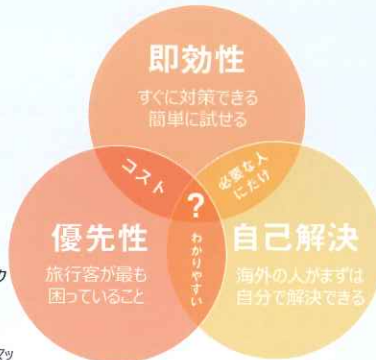 即効性
すぐに対策できる
簡単に試せる
コスト
必要な人
にだけ
?
わかりやすい
優先性
旅行客が最も
困っていること
自己解決
海外の人がまずは
自分で解決できる
ク
マッ